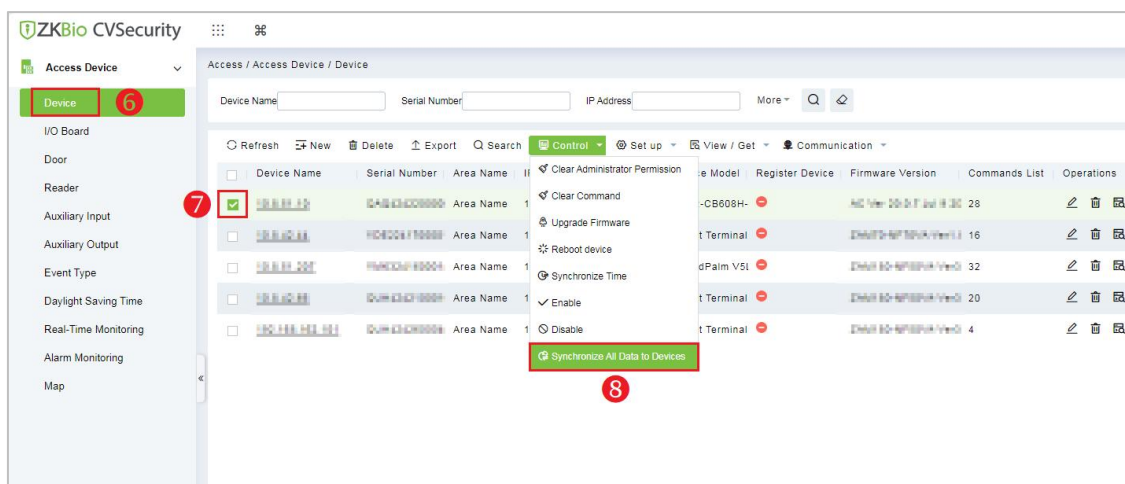 ZKBio CVSecurity
Access Device
Access / Access Device / Device
Device 6
Device Name Serial Number IP Address More
I/O Board
Refresh New Delete Export Search Control Set up View / Get Communication
Door
Device Name Serial Number Area Name Clear Administrator Permission Register Device Firmware Version Commands List Operations
Reader
7 Area Name 1 Clear Command -CB608H- 28
Auxiliary Input
Upgrade Firmware
Area Name 1 t Terminal 16
Auxiliary Output
Reboot device
Event Type
Area Name 1 Synchronize Time dPalm V5L 32
Daylight Saving Time
Area Name 1 Enable t Terminal 20
Real-Time Monitoring
Area Name 1 Disable t Terminal 4
Alarm Monitoring
Synchronize All Data to Devices
Map
8